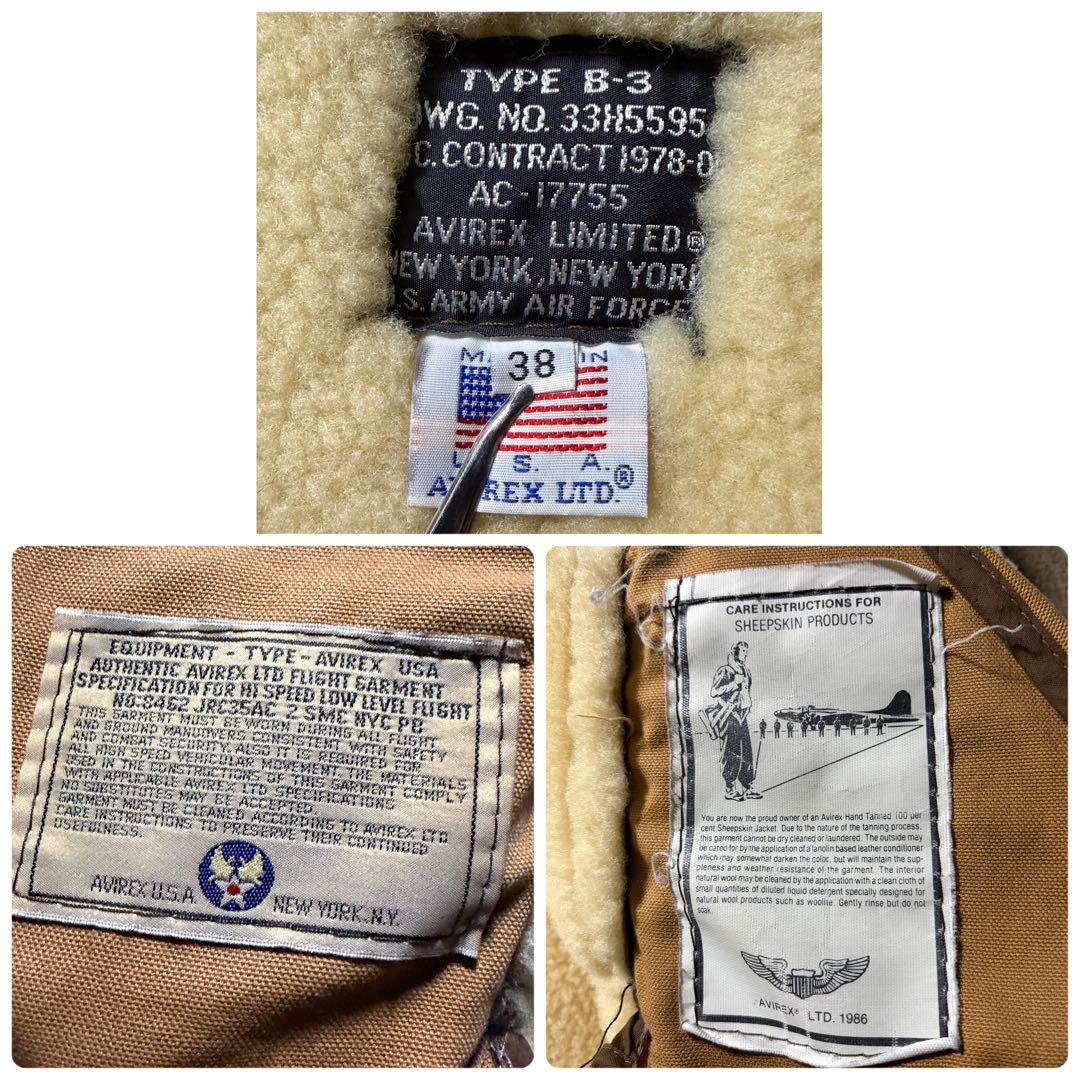 TYPE B-3
DWG. NO. 33H5595
C. CONTRACT 1978-0
AC-17755
AVIREX LIMITED®
NEW YORK, NEW YORK
U.S. ARMY AIR FORCE
38
IN
U. S. A.
AVIREX LTD.®
EQUIPMENT - TYPE - AVIREX USA
AUTHENTIC AVIREX LTD FLIGHT GARMENT
SPECIFICATION FOR HI SPEED LOW LEVEL FLIGHT
NO. 8462 JRC35AC - 2 SMC NYC PB
THIS GARMENT MUST BE WORN DURING ALL FLIGHT
AND GROUND MANUOVERS CONSISTENT WITH SAFETY
AND EGO SECURITY. ALSO IT IS REQUIRED FOR
ALL HIGH SPEED VEHICULAR MOVEMENT. THE MATERIALS
USED IN THE CONSTRUCTIONS OF THIS GARMENT COMPLY
WITH APPLICABLE AVIREX LTD SPECIFICATIONS
NO SUBSTITUTES MAY BE ACCEPTED.
GARMENT MUST BE CLEANED ACCORDING TO AVIREX LTD
CARE INSTRUCTIONS TO PRESERVE THEIR CONTINUED
USEFULNESS.
AVIREX U.S.A. NEW YORK. N.Y.
CARE INSTRUCTIONS FOR
SHEEPSKIN PRODUCTS
You are now the proud owner of an Avirex Hand Tanned 100 per
cent Sheepskin Jacket. Due to the nature of the tanning process,
this garment cannot be dry cleaned or laundered. The outside may
be cared for by the application of a lanolin based leather conditioner
which may somewhat darken the color, but will maintain the sup-
pleness and weather resistance of the garment. The interior
natural wool may be cleaned by the application with a clean cloth of
small quantities of diluted liquid detergent specially designed for
natural wool products such as woolite. Gently rinse but do not
soak.
AVIREX® LTD. 1986